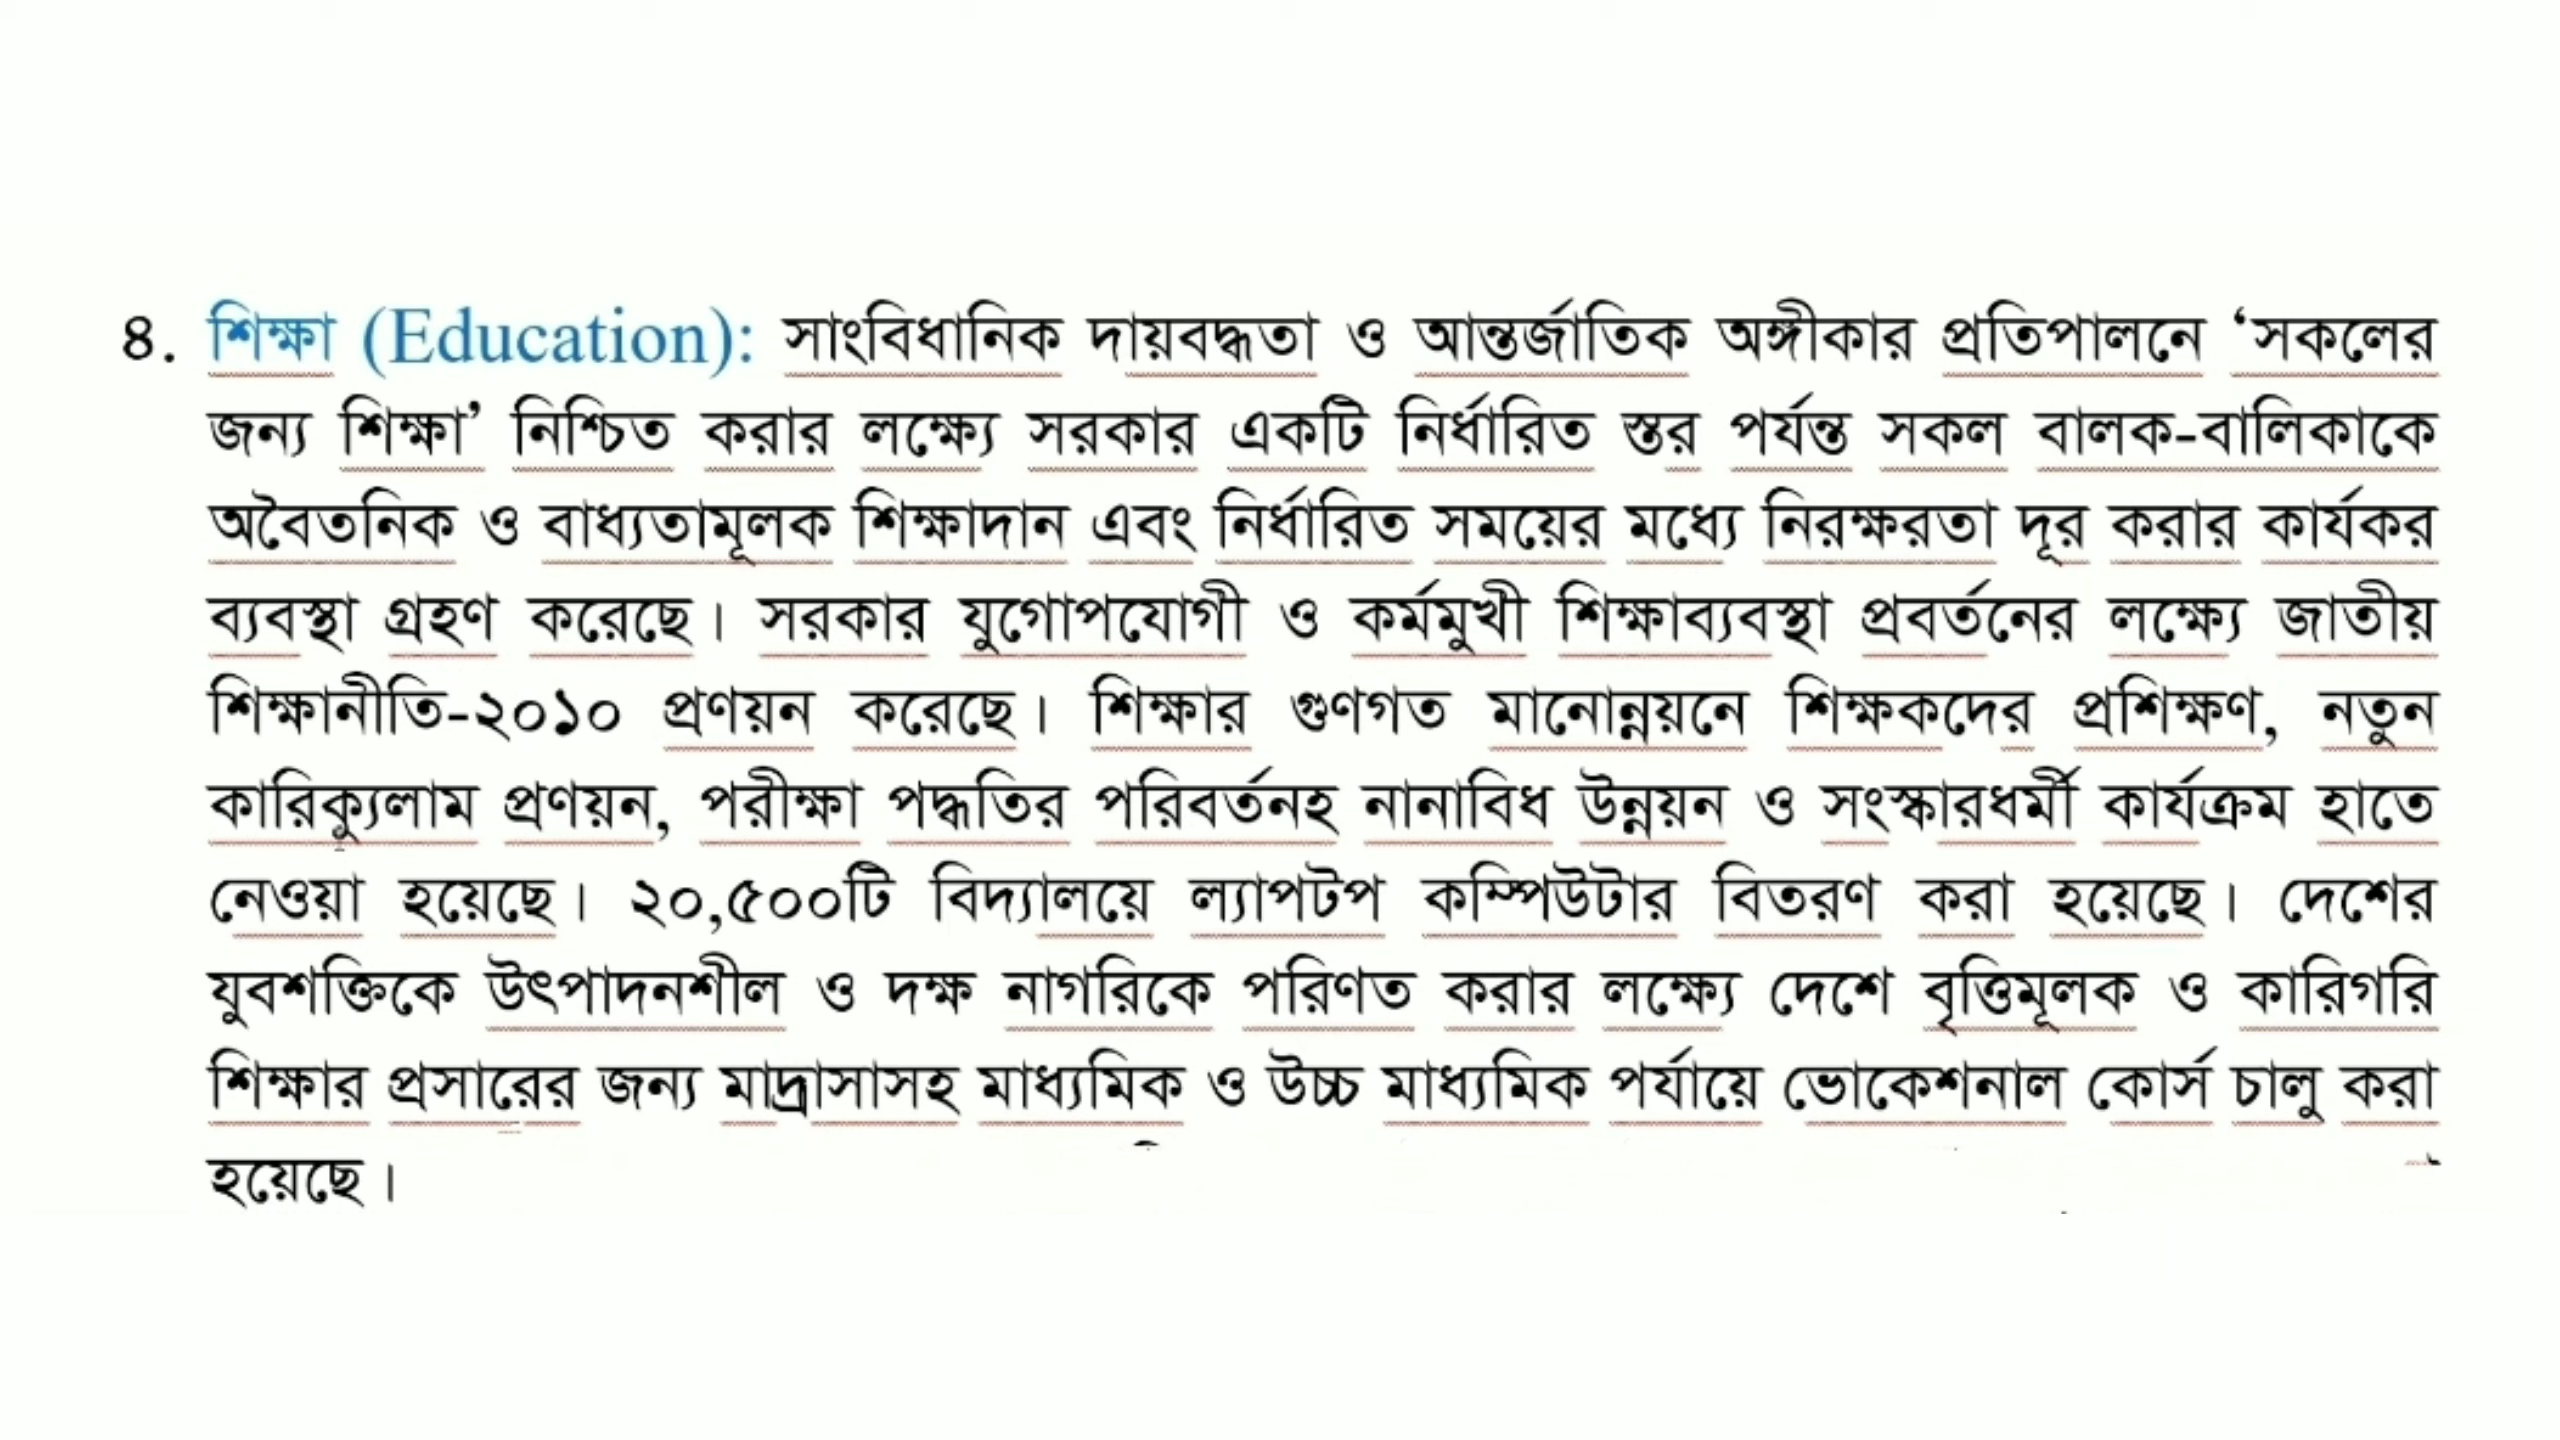 ৪. শিক্ষা (Education): সাংবিধানিক দায়বদ্ধতা ও আন্তর্জাতিক অঙ্গীকার প্রতিপালনে ‘সকলের
জন্য শিক্ষা’ নিশ্চিত করার লক্ষ্যে সরকার একটি নির্ধারিত স্তর পর্যন্ত সকল বালক-বালিকাকে
অবৈতনিক ও বাধ্যতামূলক শিক্ষাদান এবং নির্ধারিত সময়ের মধ্যে নিরক্ষরতা দূর করার কার্যকর
ব্যবস্থা গ্রহণ করেছে। সরকার যুগোপযোগী ও কর্মমুখী শিক্ষাব্যবস্থা প্রবর্তনের লক্ষ্যে জাতীয়
শিক্ষানীতি-২০১০ প্রণয়ন করেছে। শিক্ষার গুণগত মানোন্নয়নে শিক্ষকদের প্রশিক্ষণ, নতুন
কারিক্যুলাম প্রণয়ন, পরীক্ষা পদ্ধতির পরিবর্তনহ নানাবিধ উন্নয়ন ও সংস্কারধর্মী কার্যক্রম হাতে
নেওয়া হয়েছে। ২০,৫০০টি বিদ্যালয়ে ল্যাপটপ কম্পিউটার বিতরণ করা হয়েছে। দেশের
যুবশক্তিকে উৎপাদনশীল ও দক্ষ নাগরিকে পরিণত করার লক্ষ্যে দেশে বৃত্তিমূলক ও কারিগরি
শিক্ষার প্রসারের জন্য মাদ্রাসাসহ মাধ্যমিক ও উচ্চ মাধ্যমিক পর্যায়ে ভোকেশনাল কোর্স চালু করা
হয়েছে।